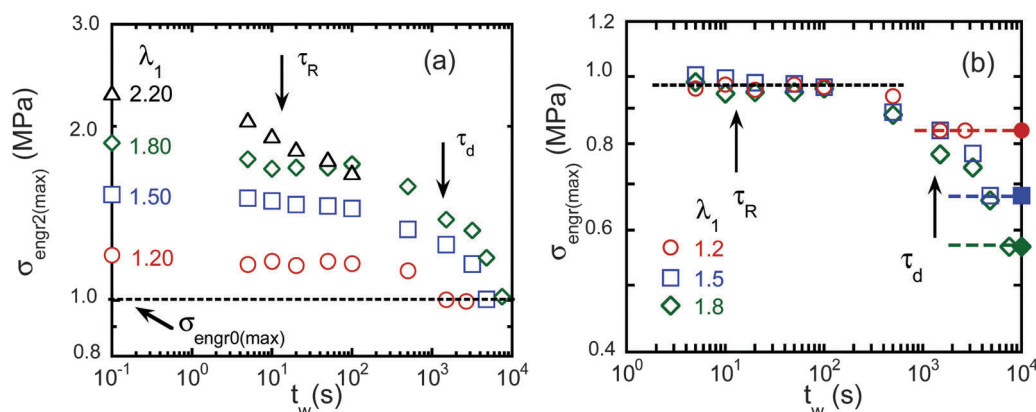 (a)
σengr2(max) (MPa)
3.0
2.0
1.0
0.8
λ1
2.20
1.80
1.50
1.20
τR
τd
σengr0(max)
10-1 100 101 102 103 104
tw(s)
(b)
σengr(max) (MPa)
1.2
1.0
0.8
0.6
0.4
τR
τd
λ1
1.2
1.5
1.8
100 101 102 103 104
tw(s)